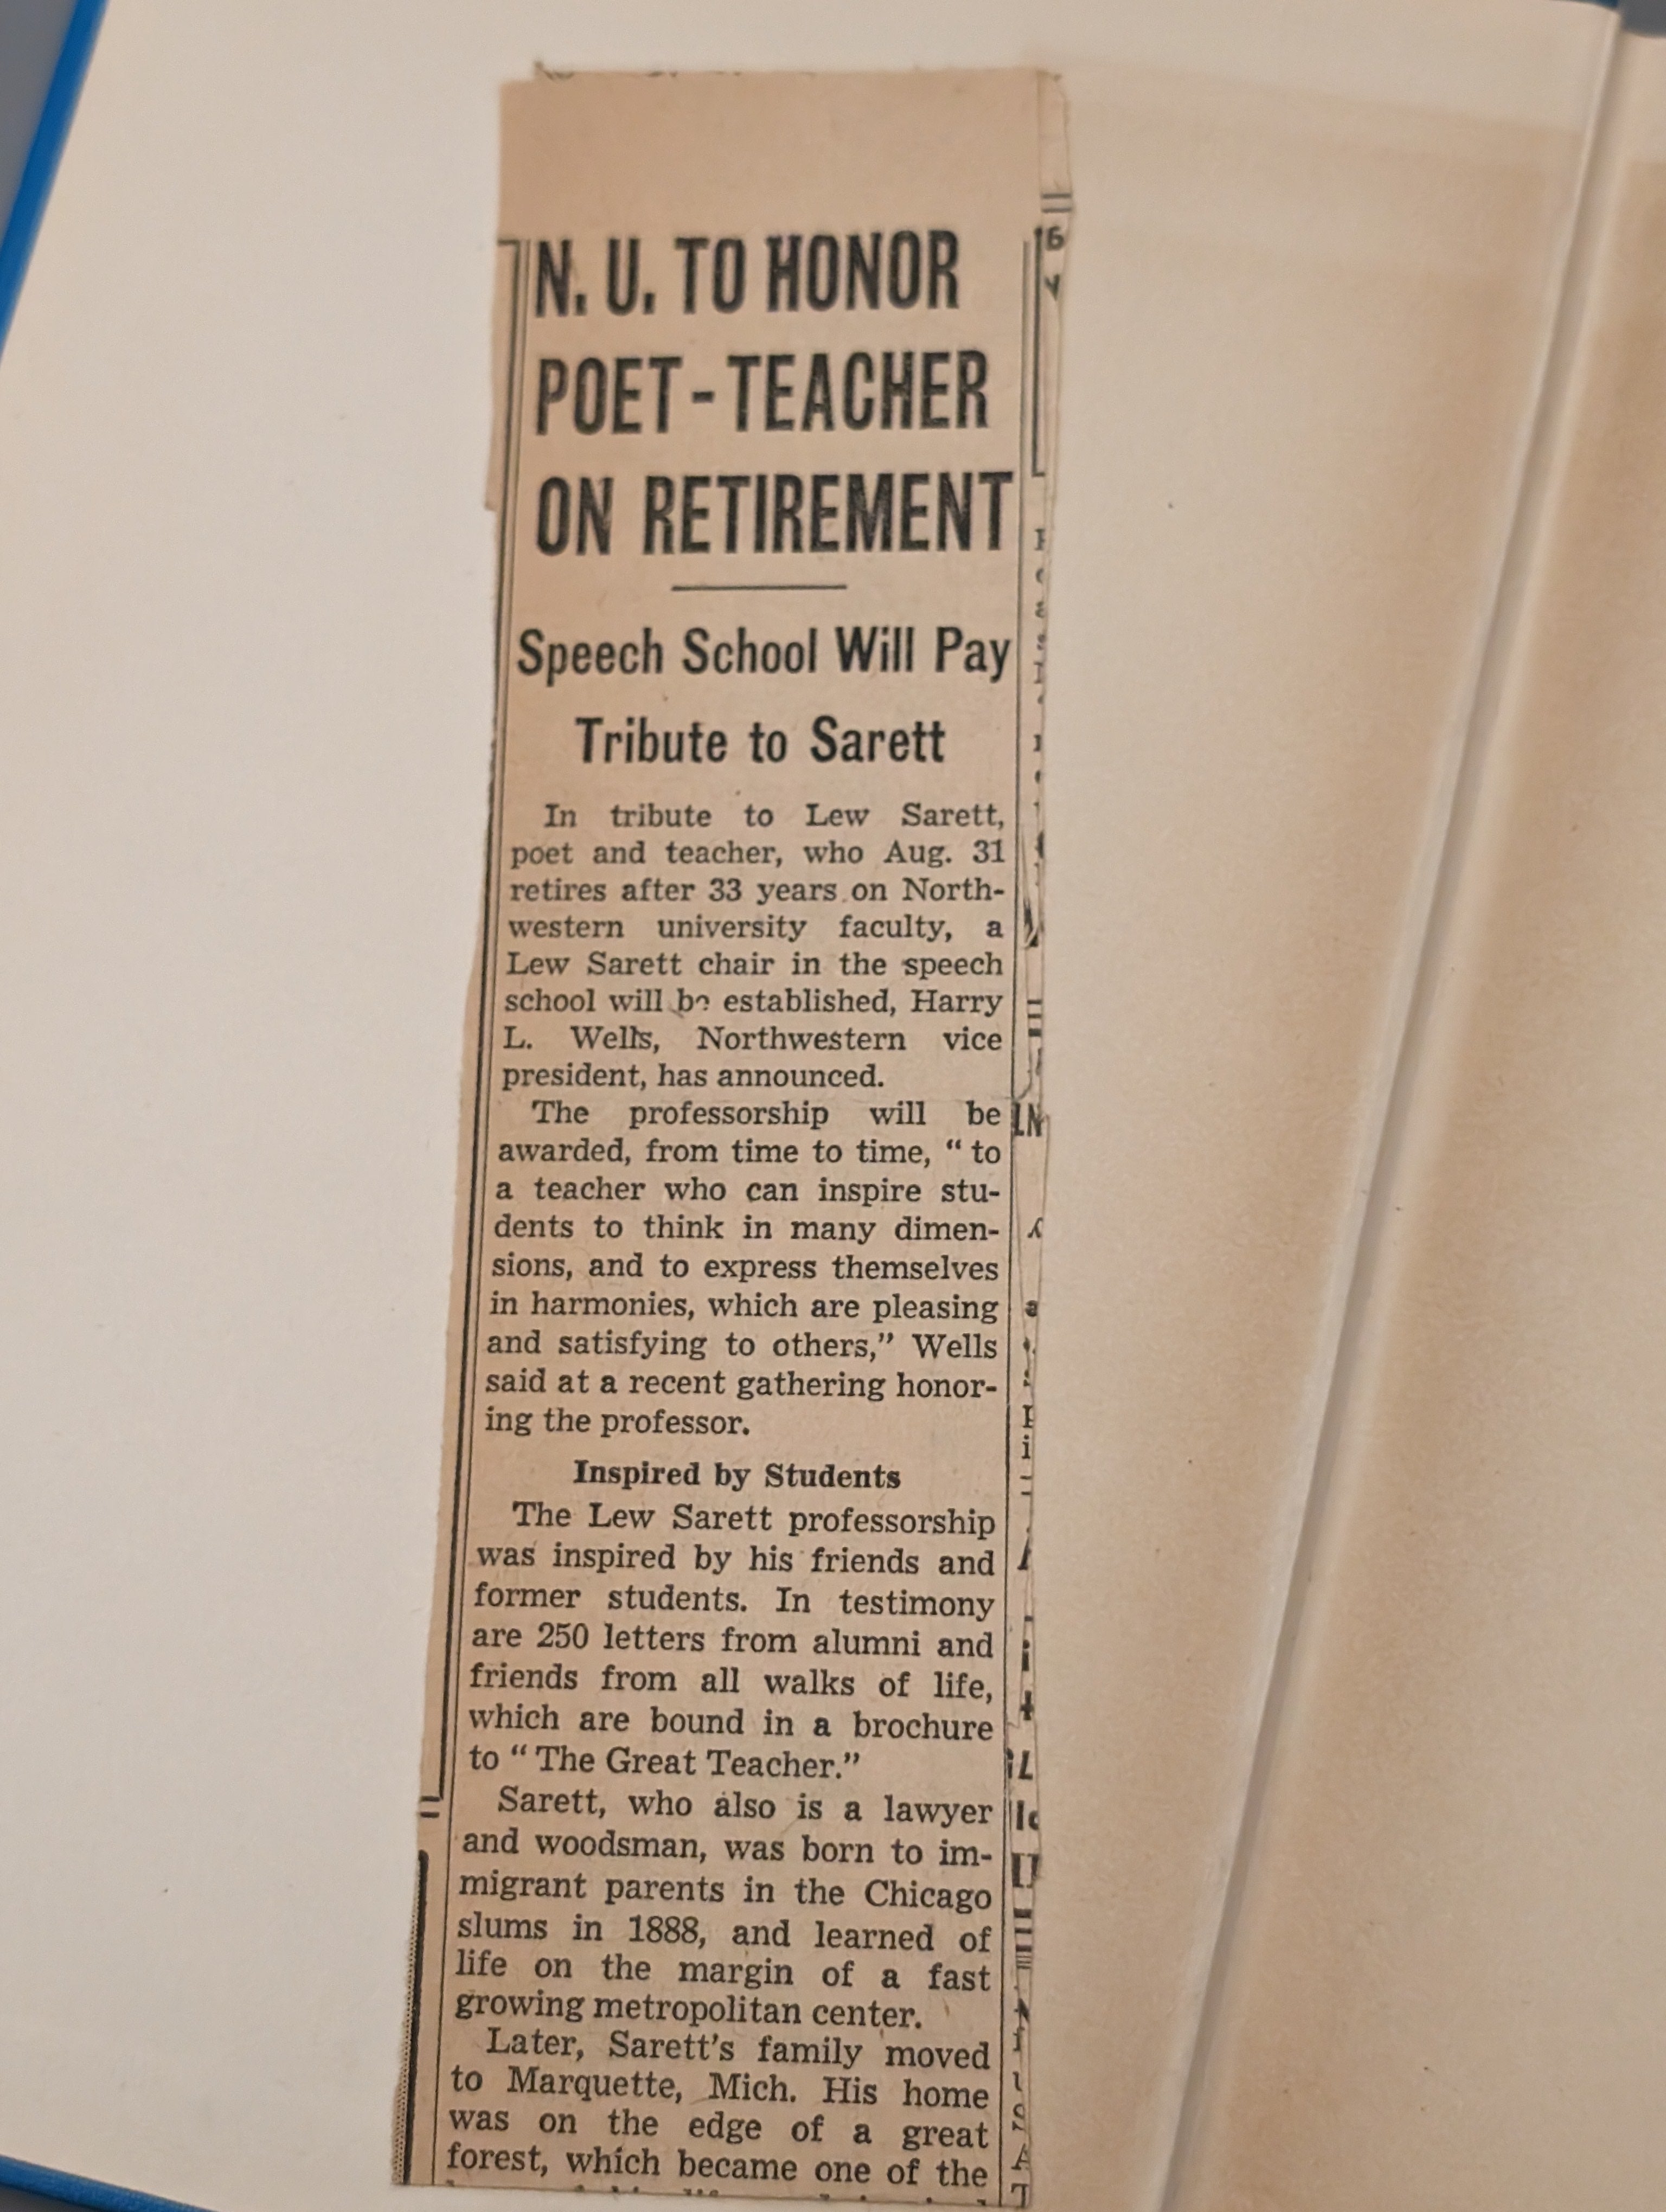 N. U. TO HONOR
POET-TEACHER
ON RETIREMENT
Speech School Will Pay
Tribute to Sarett
In tribute to Lew Sarett,
poet and teacher, who Aug. 31
retires after 33 years on North-
western university faculty, a
Lew Sarett chair in the speech
school will be established, Harry
L. Wells, Northwestern vice
president, has announced.
The professorship will be
awarded, from time to time, “to
a teacher who can inspire stu-
dents to think in many dimen-
sions, and to express themselves
in harmonies, which are pleasing
and satisfying to others,” Wells
said at a recent gathering honor-
ing the professor.
Inspired by Students
The Lew Sarett professorship
was inspired by his friends and
former students. In testimony
are 250 letters from alumni and
friends from all walks of life,
which are bound in a brochure
to “The Great Teacher.”
Sarett, who also is a lawyer
and woodsman, was born to im-
migrant parents in the Chicago
slums in 1888, and learned of
life on the margin of a fast
growing metropolitan center.
Later, Sarett’s family moved
to Marquette, Mich. His home
was on the edge of a great
forest, which became one of the